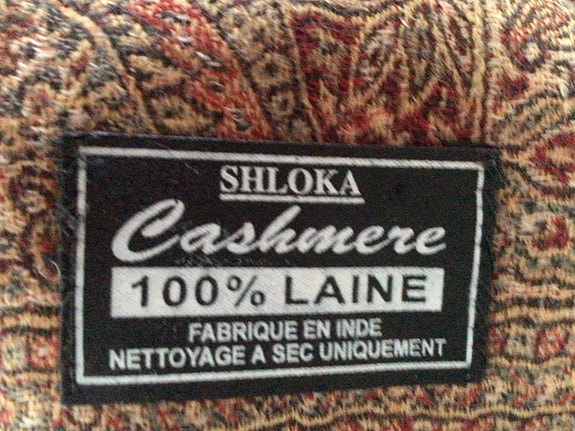 SHLOKA
Cashmere
100% LAINE
FABRIQUE EN INDE
NETTOYAGE A SEC UNIQUEMENT